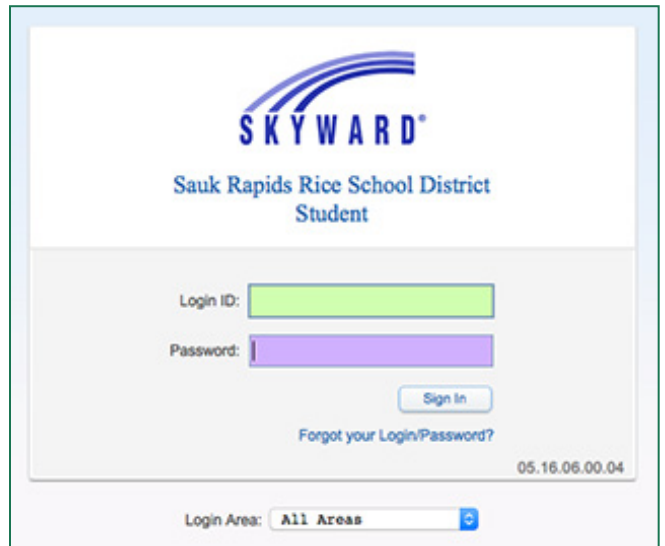 SKYWARD®
Sauk Rapids Rice School District
Student
Login ID:
Password:
Sign In
Forgot your Login/Password?
05.16.06.00.04
Login Area: All Areas